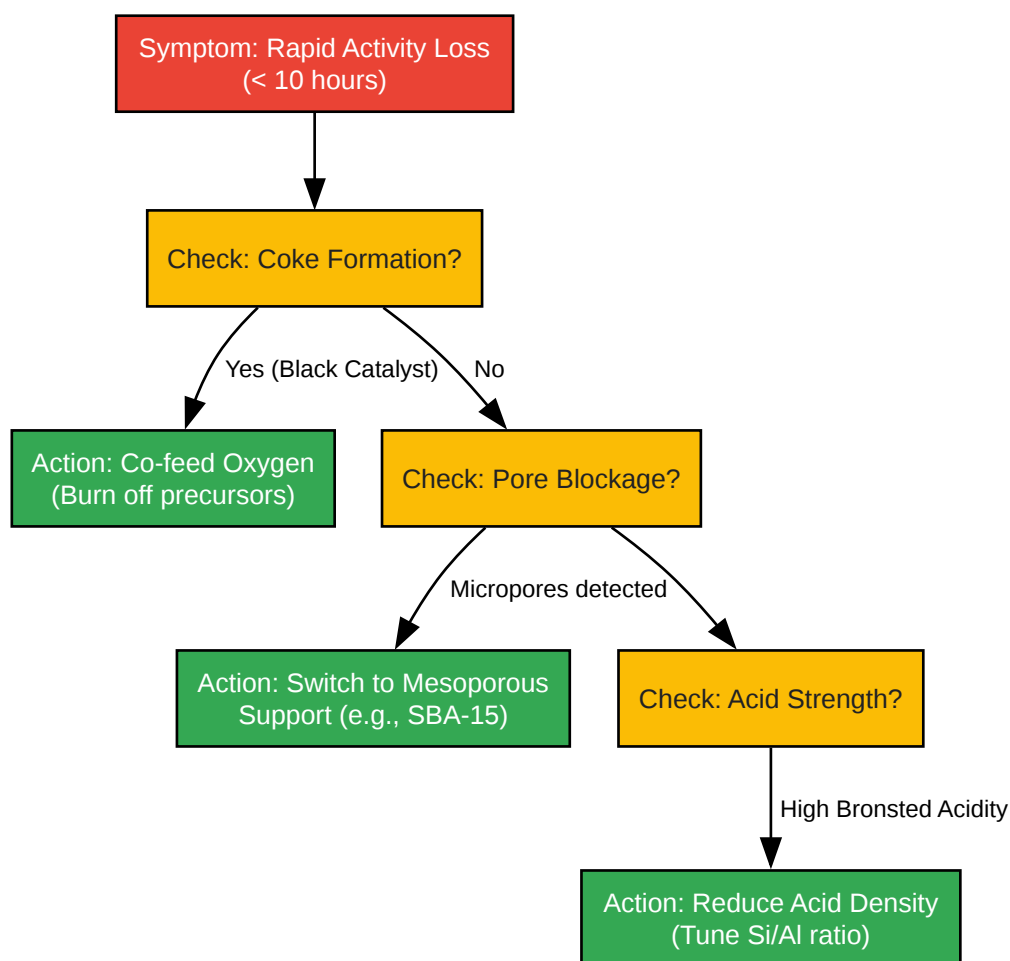 Symptom: Rapid Activity Loss
(< 10 hours)
Check: Coke Formation?
Yes (Black Catalyst)
No
Action: Co-feed Oxygen
(Burn off precursors)
Check: Pore Blockage?
Micropores detected
Action: Switch to Mesoporous
Support (e.g., SBA-15)
Check: Acid Strength?
High Bronsted Acidity
Action: Reduce Acid Density
(Tune Si/Al ratio)